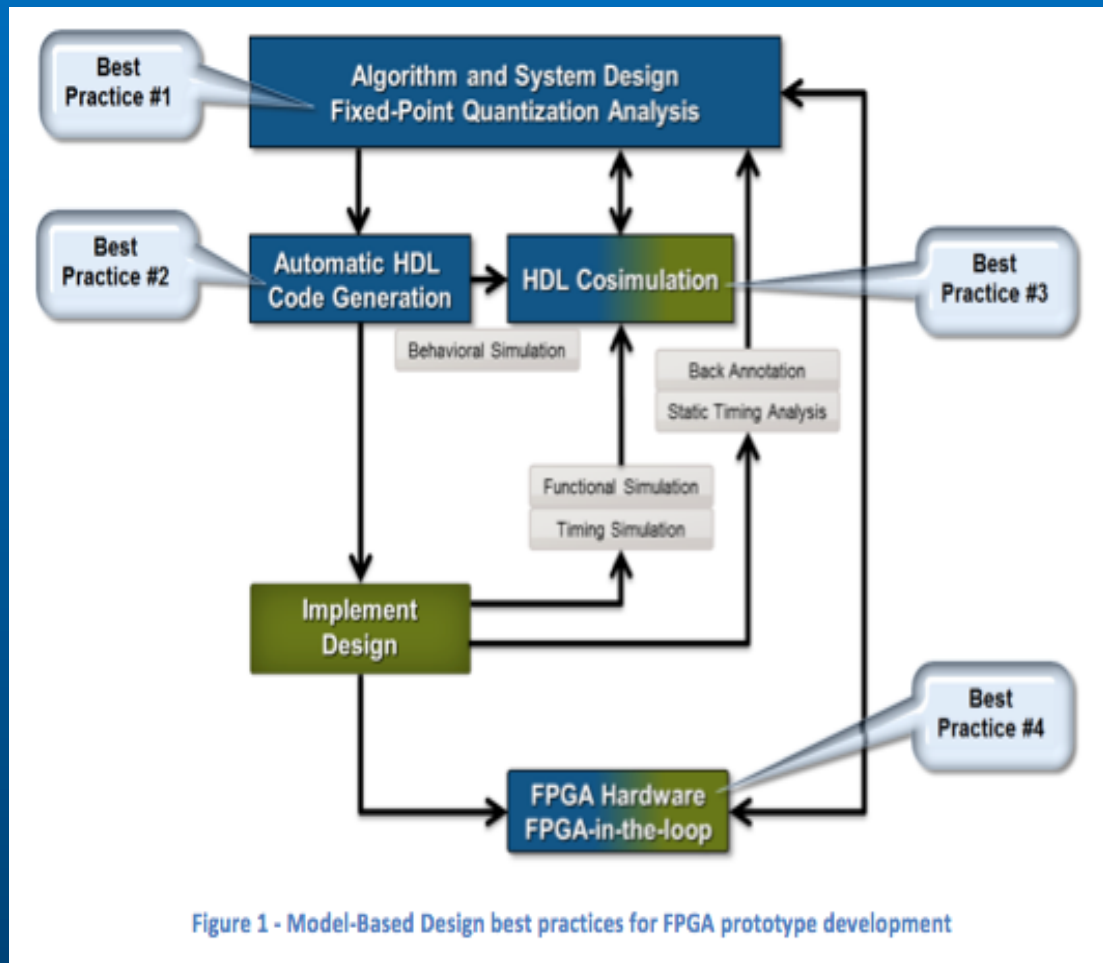 Best
Practice #1
Algorithm and System Design
Fixed-Point Quantization Analysis
Best
Practice #2
Automatic HDL
Code Generation
HDL Cosimulation
Best
Practice #3
Behavioral Simulation
Back Annotation
Static Timing Analysis
Functional Simulation
Timing Simulation
Implement
Design
Best
Practice #4
FPGA Hardware
FPGA-in-the-loop
Figure 1 - Model-Based Design best practices for FPGA prototype development